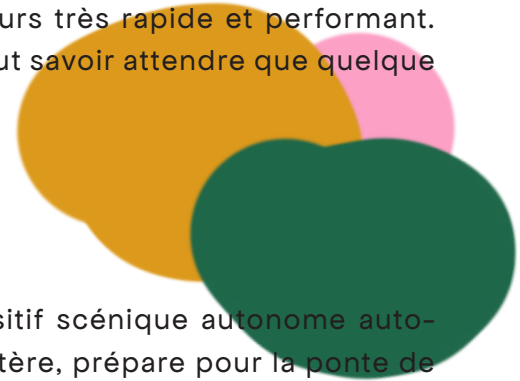 urs très rapide et performant.
ut savoir attendre que quelque
sitif scénique autonome auto-
tère, prépare pour la ponte de